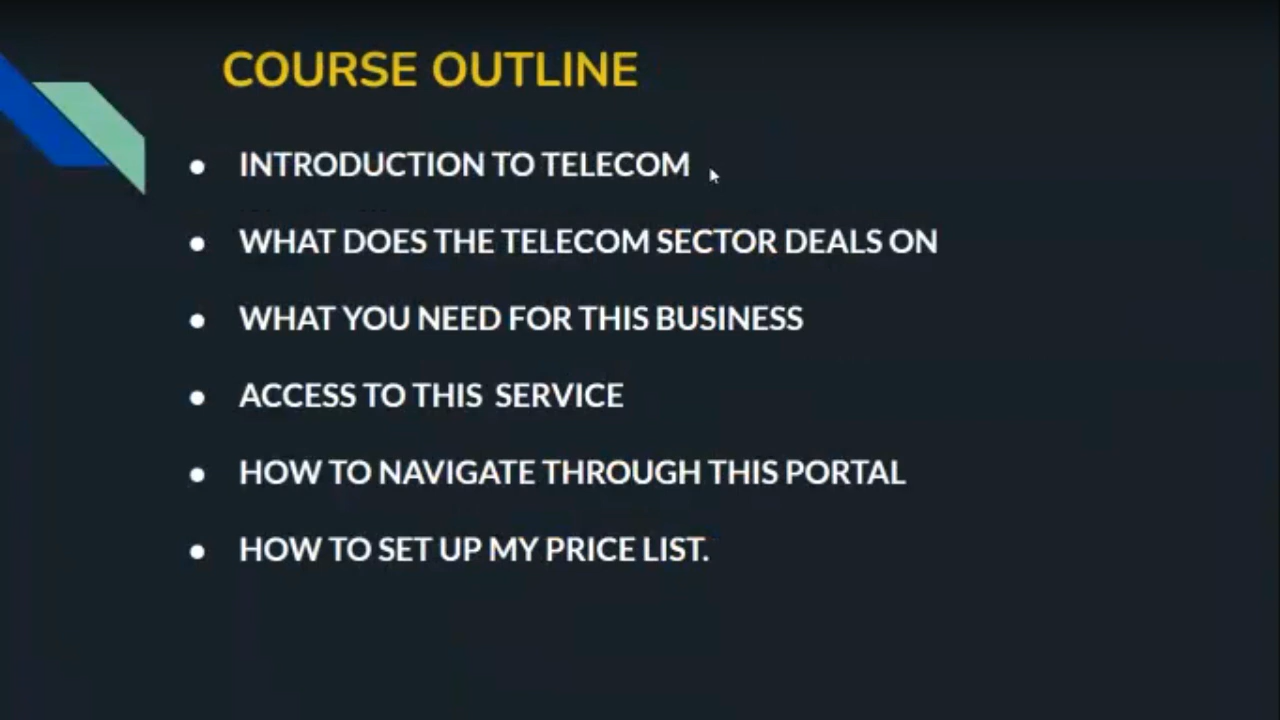 COURSE OUTLINE
● INTRODUCTION TO TELECOM
● WHAT DOES THE TELECOM SECTOR DEALS ON
● WHAT YOU NEED FOR THIS BUSINESS
● ACCESS TO THIS  SERVICE
● HOW TO NAVIGATE THROUGH THIS PORTAL
● HOW TO SET UP MY PRICE LIST.